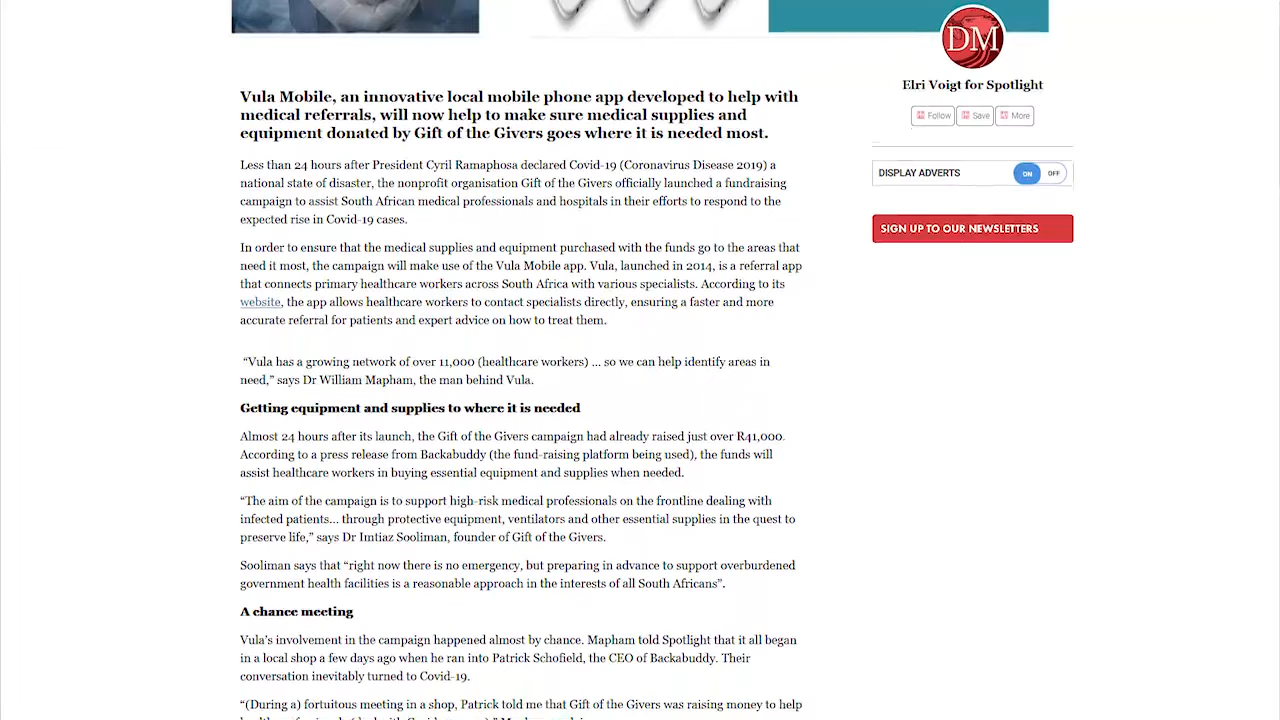 DM
Elri Voigt for Spotlight
Follow
Save
More
DISPLAY ADVERTS
ON
OFF
SIGN UP TO OUR NEWSLETTERS
Vula Mobile, an innovative local mobile phone app developed to help with
medical referrals, will now help to make sure medical supplies and
equipment donated by Gift of the Givers goes where it is needed most.
Less than 24 hours after President Cyril Ramaphosa declared Covid-19 (Coronavirus Disease 2019) a
national state of disaster, the nonprofit organisation Gift of the Givers officially launched a fundraising
campaign to assist South African medical professionals and hospitals in their efforts to respond to the
expected rise in Covid-19 cases.
In order to ensure that the medical supplies and equipment purchased with the funds go to the areas that
need it most, the campaign will make use of the Vula Mobile app. Vula, launched in 2014, is a referral app
that connects primary healthcare workers across South Africa with various specialists. According to its
website, the app allows healthcare workers to contact specialists directly, ensuring a faster and more
accurate referral for patients and expert advice on how to treat them.
“Vula has a growing network of over 11,000 (healthcare workers) … so we can help identify areas in
need,” says Dr William Mapham, the man behind Vula.
Getting equipment and supplies to where it is needed
Almost 24 hours after its launch, the Gift of the Givers campaign had already raised just over R41,000.
According to a press release from Backabuddy (the fund-raising platform being used), the funds will
assist healthcare workers in buying essential equipment and supplies when needed.
“The aim of the campaign is to support high-risk medical professionals on the frontline dealing with
infected patients… through protective equipment, ventilators and other essential supplies in the quest to
preserve life,” says Dr Imtiaz Sooliman, founder of Gift of the Givers.
Sooliman says that “right now there is no emergency, but preparing in advance to support overburdened
government health facilities is a reasonable approach in the interests of all South Africans”.
A chance meeting
Vula’s involvement in the campaign happened almost by chance. Mapham told Spotlight that it all began
in a local shop a few days ago when he ran into Patrick Schofield, the CEO of Backabuddy. Their
conversation inevitably turned to Covid-19.
“(During a) fortuitous meeting in a shop, Patrick told me that Gift of the Givers was raising money to help